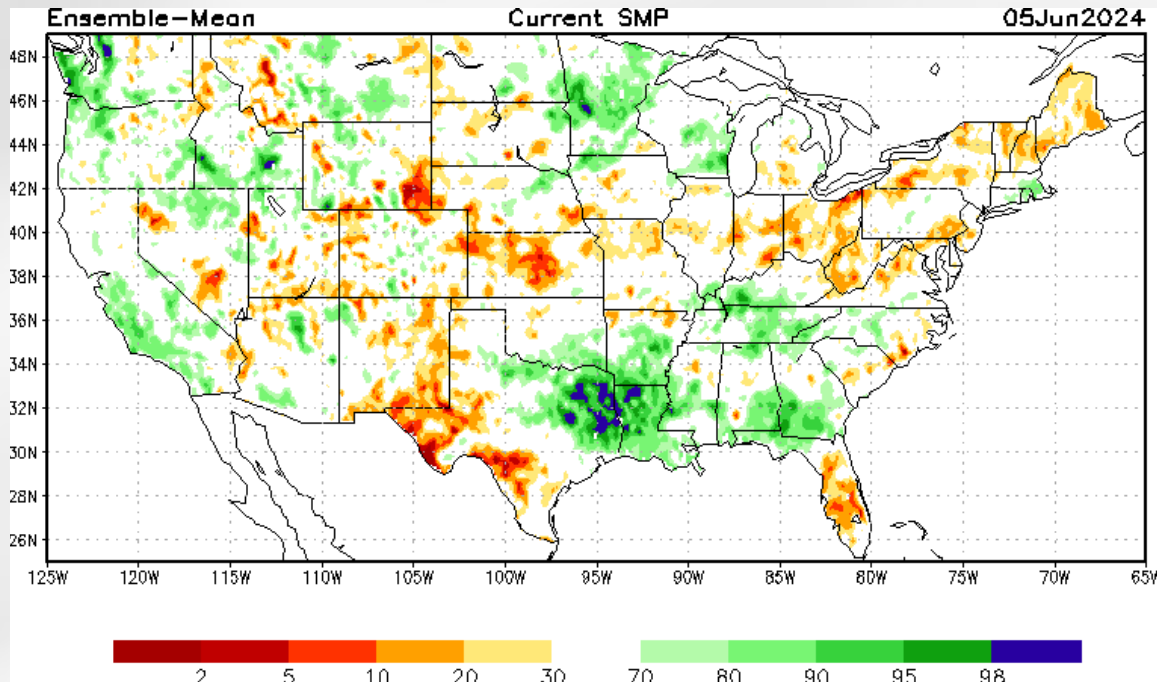 Ensemble-Mean Current SMP 05Jun2024
48N
46N
44N
42N
40N
38N
36N
34N
32N
30N
28N
26N
125W 120W 115W 110W 105W 100W 95W 90W 85W 80W 75W 70W 65W
2 5 10 20 30 70 80 90 95 98